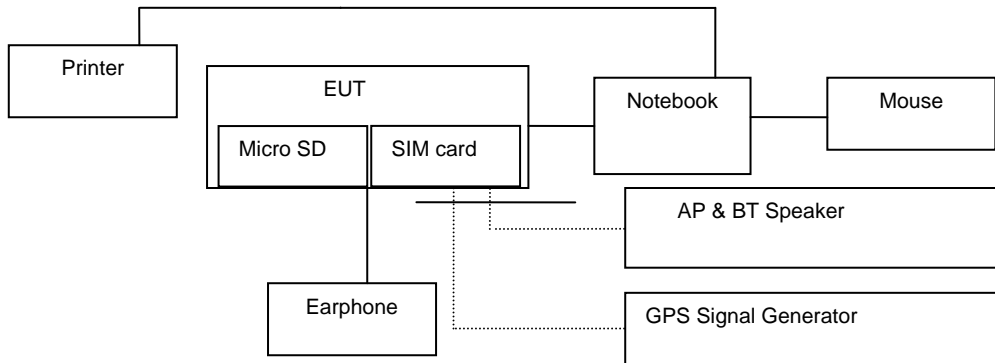 Printer
EUT
Notebook
Mouse
Micro SD
SIM card
AP & BT Speaker
Earphone
GPS Signal Generator